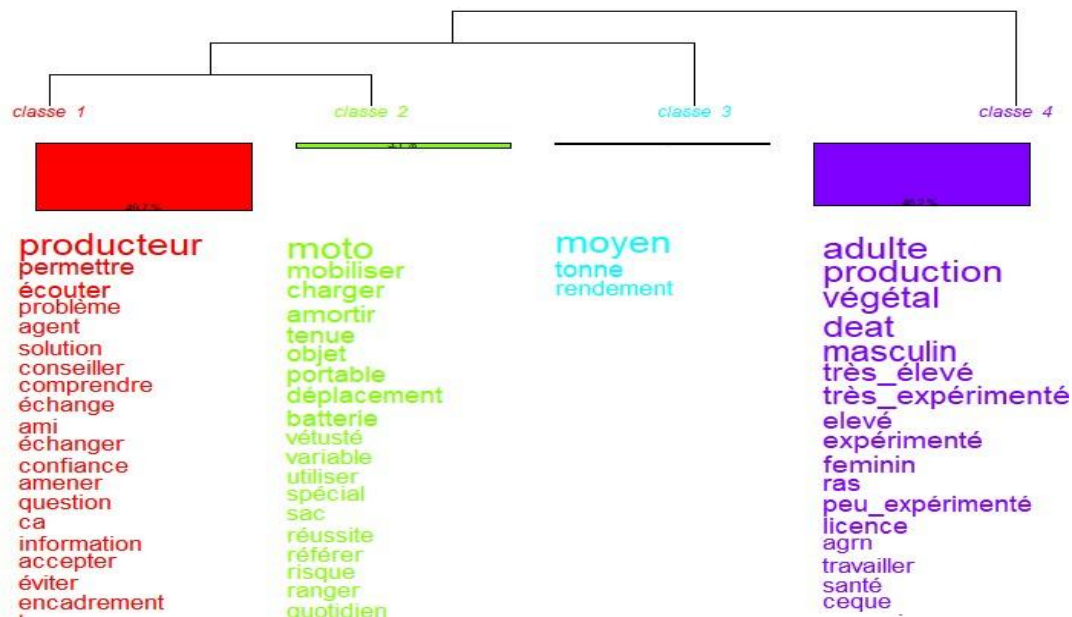 classe 1
classe 2
classe 3
classe 4
producteur
permettre
écouter
problème
agent
solution
conseiller
comprendre
échange
ami
échanger
confiance
amener
question
ca
information
accepter
éviter
encadrement
moto
mobiliser
charger
amortir
tenue
objet
portable
déplacement
batterie
vétusté
variable
utiliser
spécial
sac
réussite
référer
risque
ranger
quotidien
moyen
tonne
rendement
adulte
production
végétal
deat
masculin
très_élevé
très_expérimenté
elevé
expérimenté
feminin
ras
peu_expérimenté
licence
agrn
travailler
santé
ceque